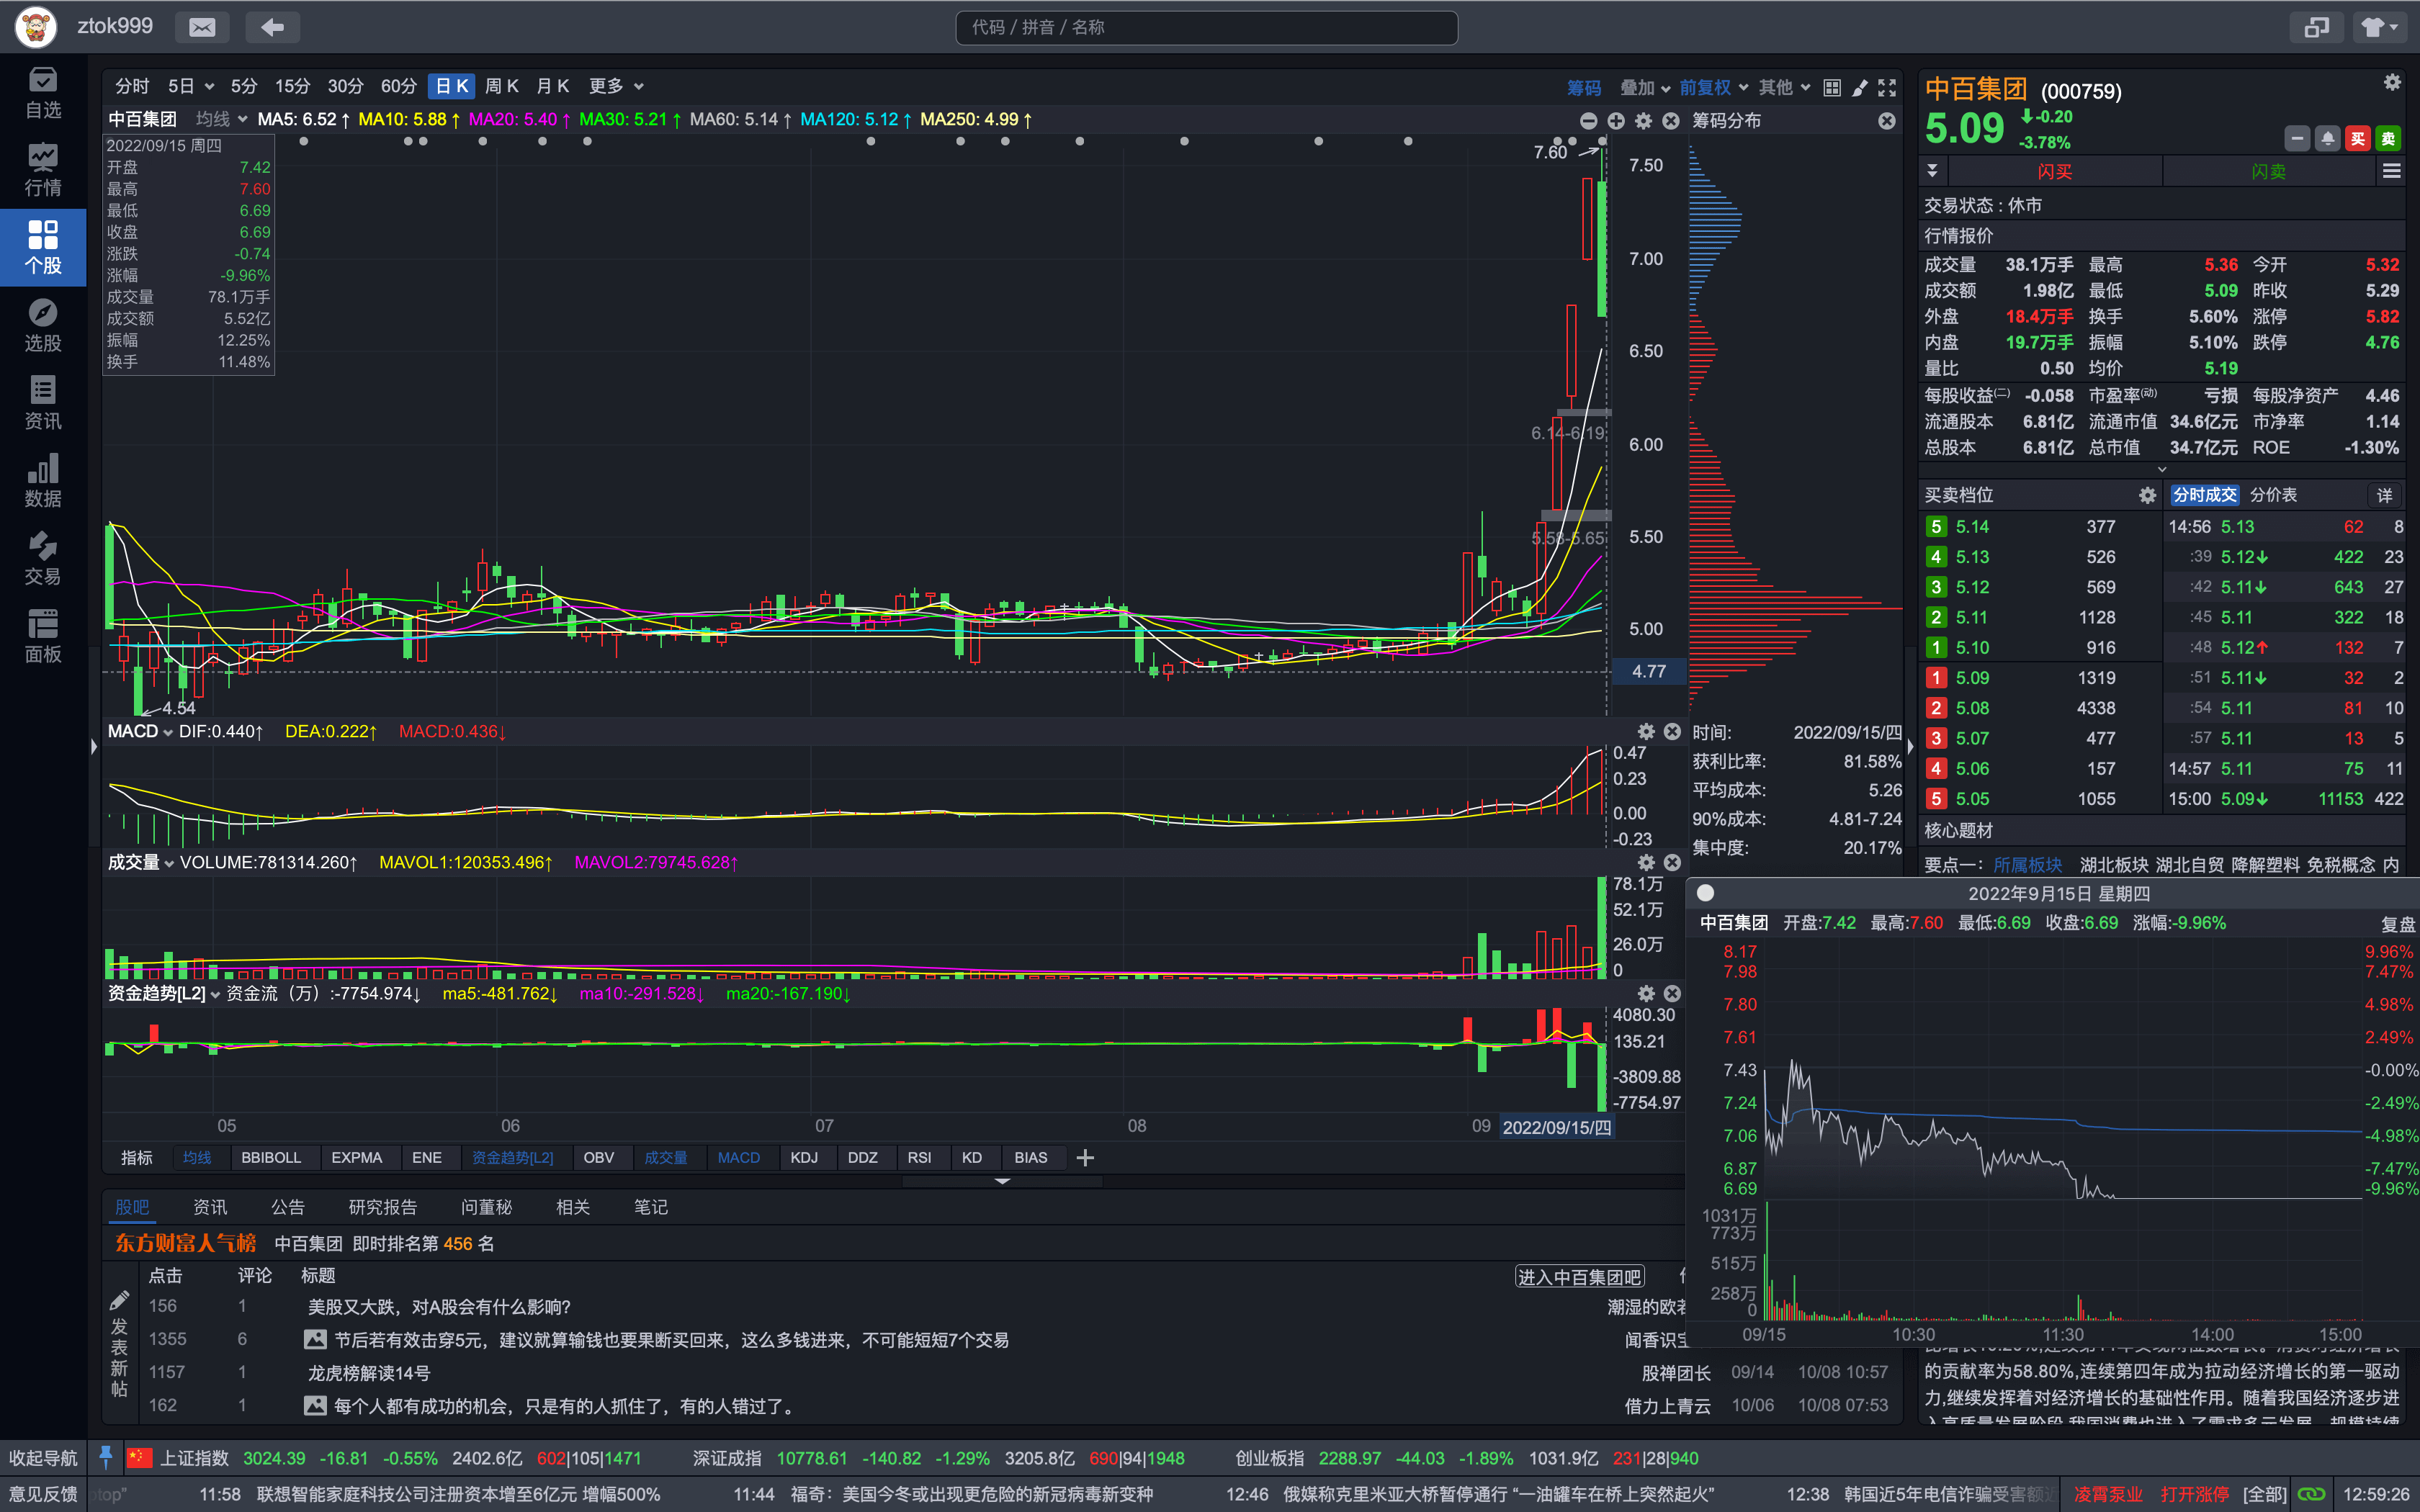 ztok999
代码 / 拼音 / 名称
自选
行情
个股
选股
资讯
数据
交易
面板
分时 5日 5分 15分 30分 60分 日K 周K 月K 更多
筹码 叠加 前复权 其他
中百集团 均线 MA5: 6.52↑ MA10: 5.88↑ MA20: 5.40↑ MA30: 5.21↑ MA60: 5.14↑ MA120: 5.12↑ MA250: 4.99↑
筹码分布
2022/09/15 周四
开盘 7.42
最高 7.60
最低 6.69
收盘 6.69
涨跌 -0.74
涨幅 -9.96%
成交量 78.1万手
成交额 5.52亿
振幅 12.25%
换手 11.48%
7.60
7.50
7.00
6.50
6.14-6.19
6.00
5.50
5.58-5.65
5.00
4.77
4.54
MACD DIF:0.440↑ DEA:0.222↑ MACD:0.436↓
0.47
0.23
0.00
-0.23
时间: 2022/09/15/四
获利比率: 81.58%
平均成本: 5.26
90%成本: 4.81-7.24
集中度: 20.17%
成交量 VOLUME:781314.260↑ MAVOL1:120353.496↑ MAVOL2:79745.628↑
78.1万
52.1万
26.0万
0
资金趋势[L2] 资金流（万）:-7754.974↓ ma5:-481.762↓ ma10:-291.528↓ ma20:-167.190↓
4080.30
135.21
-3809.88
-7754.97
05 06 07 08 09 2022/09/15/四
指标 均线 BBIBOLL EXPMA ENE 资金趋势[L2] OBV 成交量 MACD KDJ DDZ RSI KD BIAS
股吧 资讯 公告 研究报告 问董秘 相关 笔记
东方财富人气榜 中百集团 即时排名第 456 名
点击 评论 标题 进入中百集团吧
156 1 美股又大跌，对A股会有什么影响?
潮湿的欧
1355 6 节后若有效击穿5元，建议就算输钱也要果断买回来，这么多钱进来，不可能短短7个交易
闻香识
1157 1 龙虎榜解读14号 股禅团长 09/14 10/08 10:57
162 1 每个人都有成功的机会，只是有的人抓住了，有的人错过了。 借力上青云 10/06 10/08 07:53
发表新帖
中百集团 (000759)
5.09 -0.20
-3.78%
买 卖
闪买 闪卖
交易状态 : 休市
行情报价
成交量 38.1万手 最高 5.36 今开 5.32
成交额 1.98亿 最低 5.09 昨收 5.29
外盘 18.4万手 换手 5.60% 涨停 5.82
内盘 19.7万手 振幅 5.10% 跌停 4.76
量比 0.50 均价 5.19
每股收益(二) -0.058 市盈率(动) 亏损 每股净资产 4.46
流通股本 6.81亿 流通市值 34.6亿元 市净率 1.14
总股本 6.81亿 总市值 34.7亿元 ROE -1.30%
买卖档位 分时成交 分价表 详
5 5.14 377
4 5.13 526
3 5.12 569
2 5.11 1128
1 5.10 916
1 5.09 1319
2 5.08 4338
3 5.07 477
4 5.06 157
5 5.05 1055
14:56 5.13 62 8
:39 5.12↓ 422 23
:42 5.11↓ 643 27
:45 5.11 322 18
:48 5.12↑ 132 7
:51 5.11↓ 32 2
:54 5.11 81 10
:57 5.11 13 5
14:57 5.11 75 11
15:00 5.09↓ 11153 422
核心题材
要点一： 所属板块 湖北板块 湖北自贸 降解塑料 免税概念 内
2022年9月15日 星期四
中百集团 开盘:7.42 最高:7.60 最低:6.69 收盘:6.69 涨幅:-9.96% 复盘
8.17 9.96%
7.98 7.47%
7.80 4.98%
7.61 2.49%
7.43 -0.00%
7.24 -2.49%
7.06 -4.98%
6.87 -7.47%
6.69 -9.96%
1031万
773万
515万
258万
0
09/15 10:30 11:30 14:00 15:00
的贡献率为58.80%,连续第四年成为拉动经济增长的第一驱动
力,继续发挥着对经济增长的基础性作用。随着我国经济逐步进
入高质量发展阶段,我国消费也进入了需求多元发展、规模持续
收起导航 上证指数 3024.39 -16.81 -0.55% 2402.6亿 602|105|1471 深证成指 10778.61 -140.82 -1.29% 3205.8亿 690|94|1948 创业板指 2288.97 -44.03 -1.89% 1031.9亿 231|28|940
意见反馈 11:58 联想智能家庭科技公司注册资本增至6亿元 增幅500% 11:44 福奇：美国今冬或出现更危险的新冠病毒新变种 12:46 俄媒称克里米亚大桥暂停通行 “一油罐车在桥上突然起火” 12:38 韩国近5年电信诈骗受害额近 凌霄泵业 打开涨停 [全部] 12:59:26